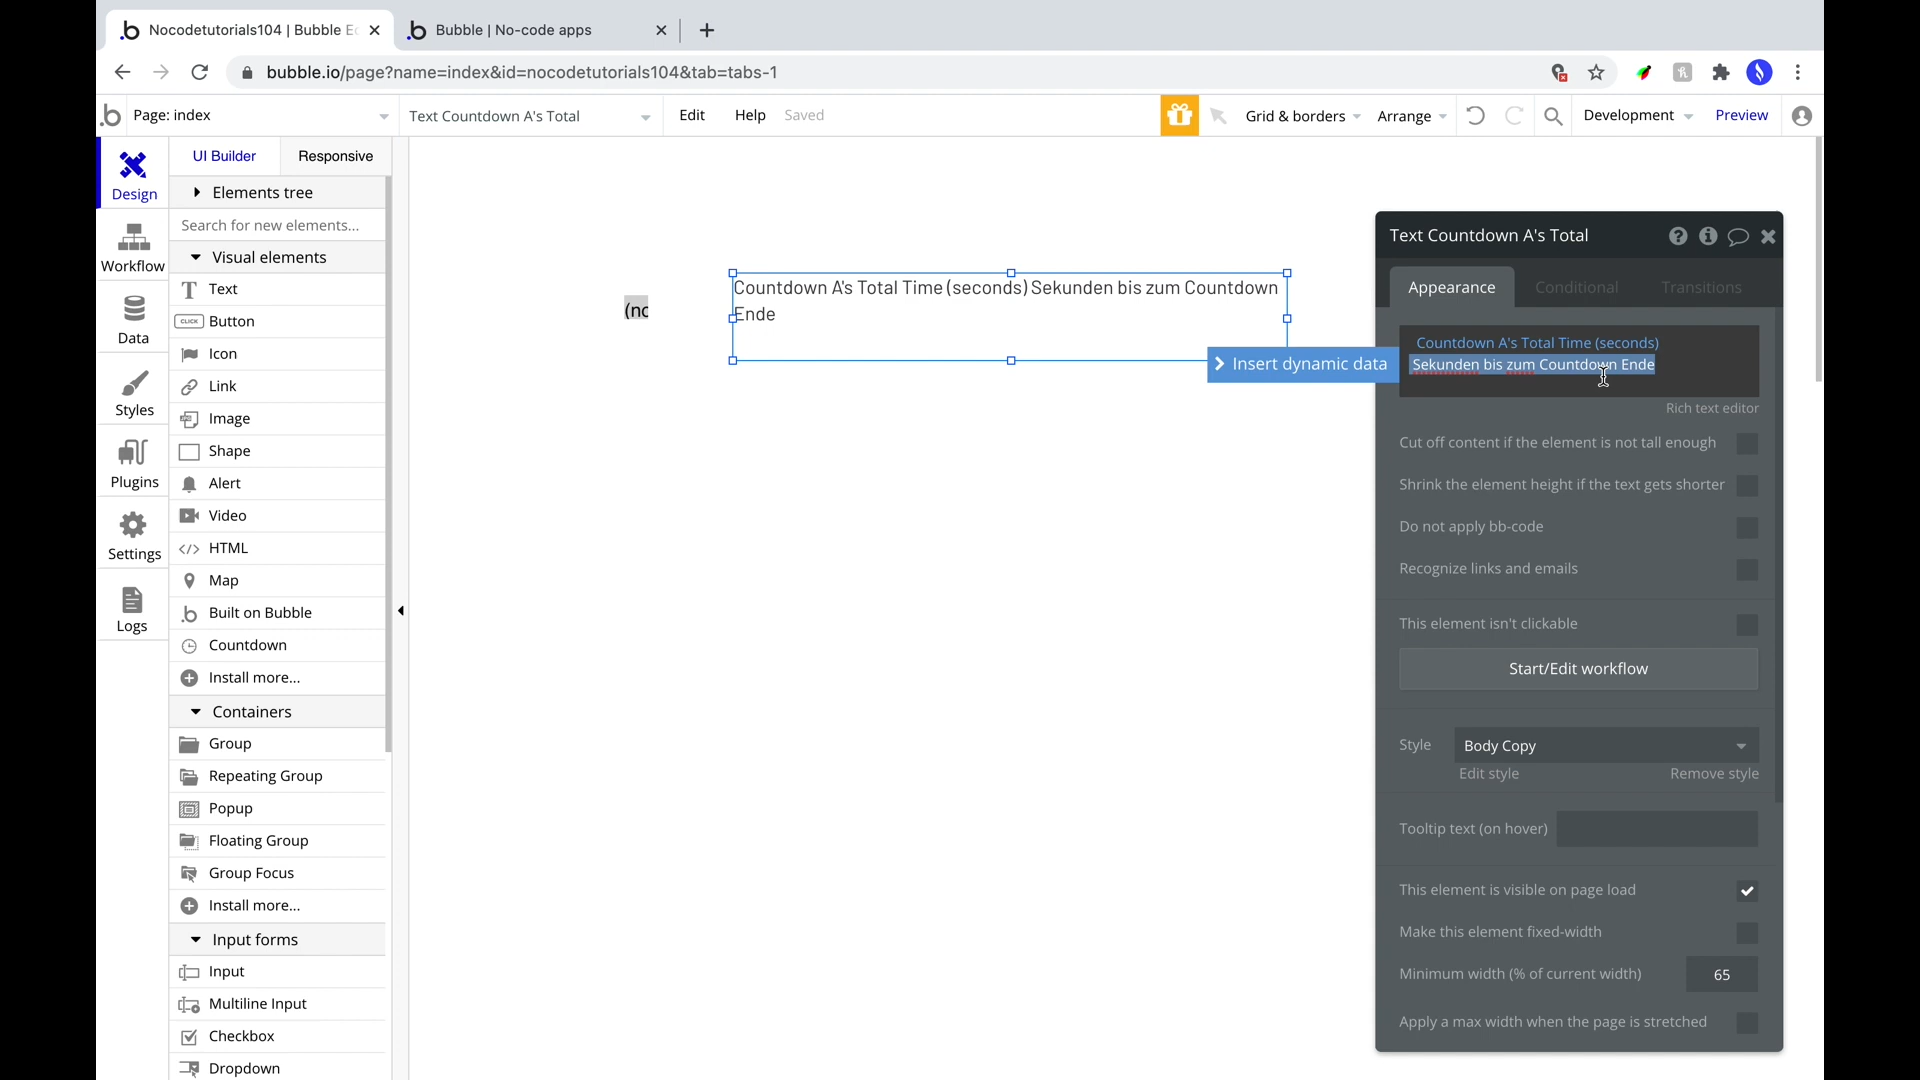 Nocodetutorials104 | Bubble Ec
Bubble | No-code apps
bubble.io/page?name=index&id=nocodetutorials104&tab=tabs-1
Page: index
Text Countdown A's Total
Edit
Help
Saved
Grid & borders
Arrange
Development
Preview
Design
Workflow
Data
Styles
Plugins
Settings
Logs
UI Builder
Responsive
Elements tree
Search for new elements...
Visual elements
Text
CLICK Button
Icon
Link
Image
Shape
Alert
Video
HTML
Map
Built on Bubble
Countdown
Install more...
Containers
Group
Repeating Group
Popup
Floating Group
Group Focus
Install more...
Input forms
Input
Multiline Input
Checkbox
Dropdown
(no
Countdown A's Total Time (seconds) Sekunden bis zum Countdown
Ende
Insert dynamic data
Text Countdown A's Total
Appearance
Conditional
Transitions
Countdown A's Total Time (seconds)
Sekunden bis zum Countdown Ende
Rich text editor
Cut off content if the element is not tall enough
Shrink the element height if the text gets shorter
Do not apply bb-code
Recognize links and emails
This element isn't clickable
Start/Edit workflow
Style
Body Copy
Edit style
Remove style
Tooltip text (on hover)
This element is visible on page load
Make this element fixed-width
Minimum width (% of current width)
65
Apply a max width when the page is stretched